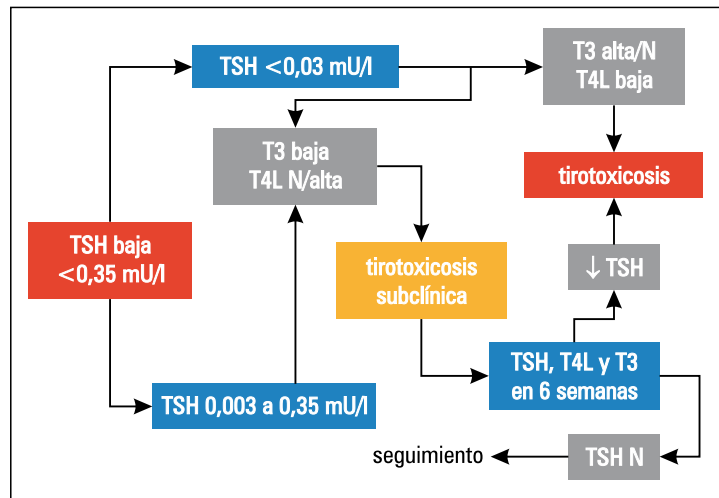 TSH <0,03 mU/l
T3 alta/N
T4L baja
T3 baja
T4L N/alta
tirotoxicosis
TSH baja
<0,35 mU/l
tirotoxicosis
subclínica
↓ TSH
TSH 0,003 a 0,35 mU/l
TSH, T4L y T3
en 6 semanas
seguimiento
TSH N